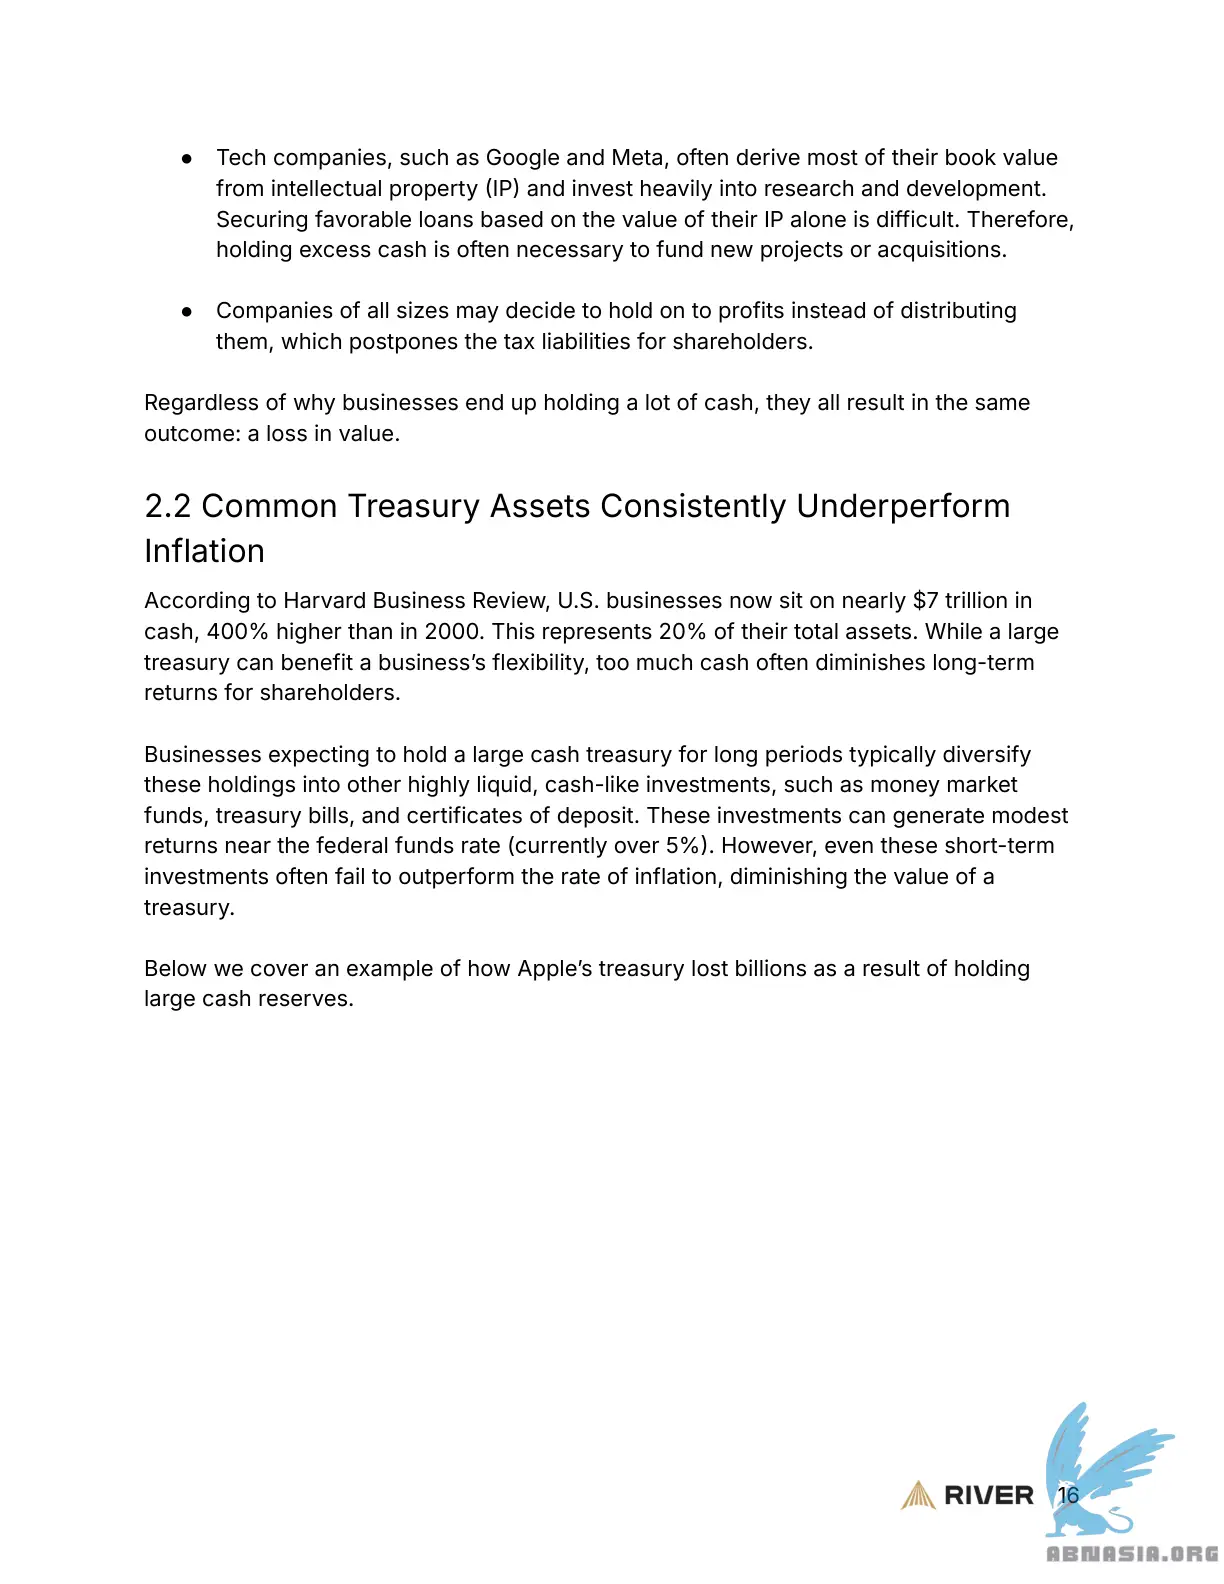 ● Tech companies, such as Google and Meta, often derive most of their book value
from intellectual property (IP) and invest heavily into research and development.
Securing favorable loans based on the value of their IP alone is difficult. Therefore,
holding excess cash is often necessary to fund new projects or acquisitions.
● Companies of all sizes may decide to hold on to profits instead of distributing
them, which postpones the tax liabilities for shareholders.
Regardless of why businesses end up holding a lot of cash, they all result in the same
outcome: a loss in value.
2.2 Common Treasury Assets Consistently Underperform
Inflation
According to Harvard Business Review, U.S. businesses now sit on nearly $7 trillion in
cash, 400% higher than in 2000. This represents 20% of their total assets. While a large
treasury can benefit a business’s flexibility, too much cash often diminishes long-term
returns for shareholders.
Businesses expecting to hold a large cash treasury for long periods typically diversify
these holdings into other highly liquid, cash-like investments, such as money market
funds, treasury bills, and certificates of deposit. These investments can generate modest
returns near the federal funds rate (currently over 5%). However, even these short-term
investments often fail to outperform the rate of inflation, diminishing the value of a
treasury.
Below we cover an example of how Apple’s treasury lost billions as a result of holding
large cash reserves.
RIVER 16
ABNASIA.ORG